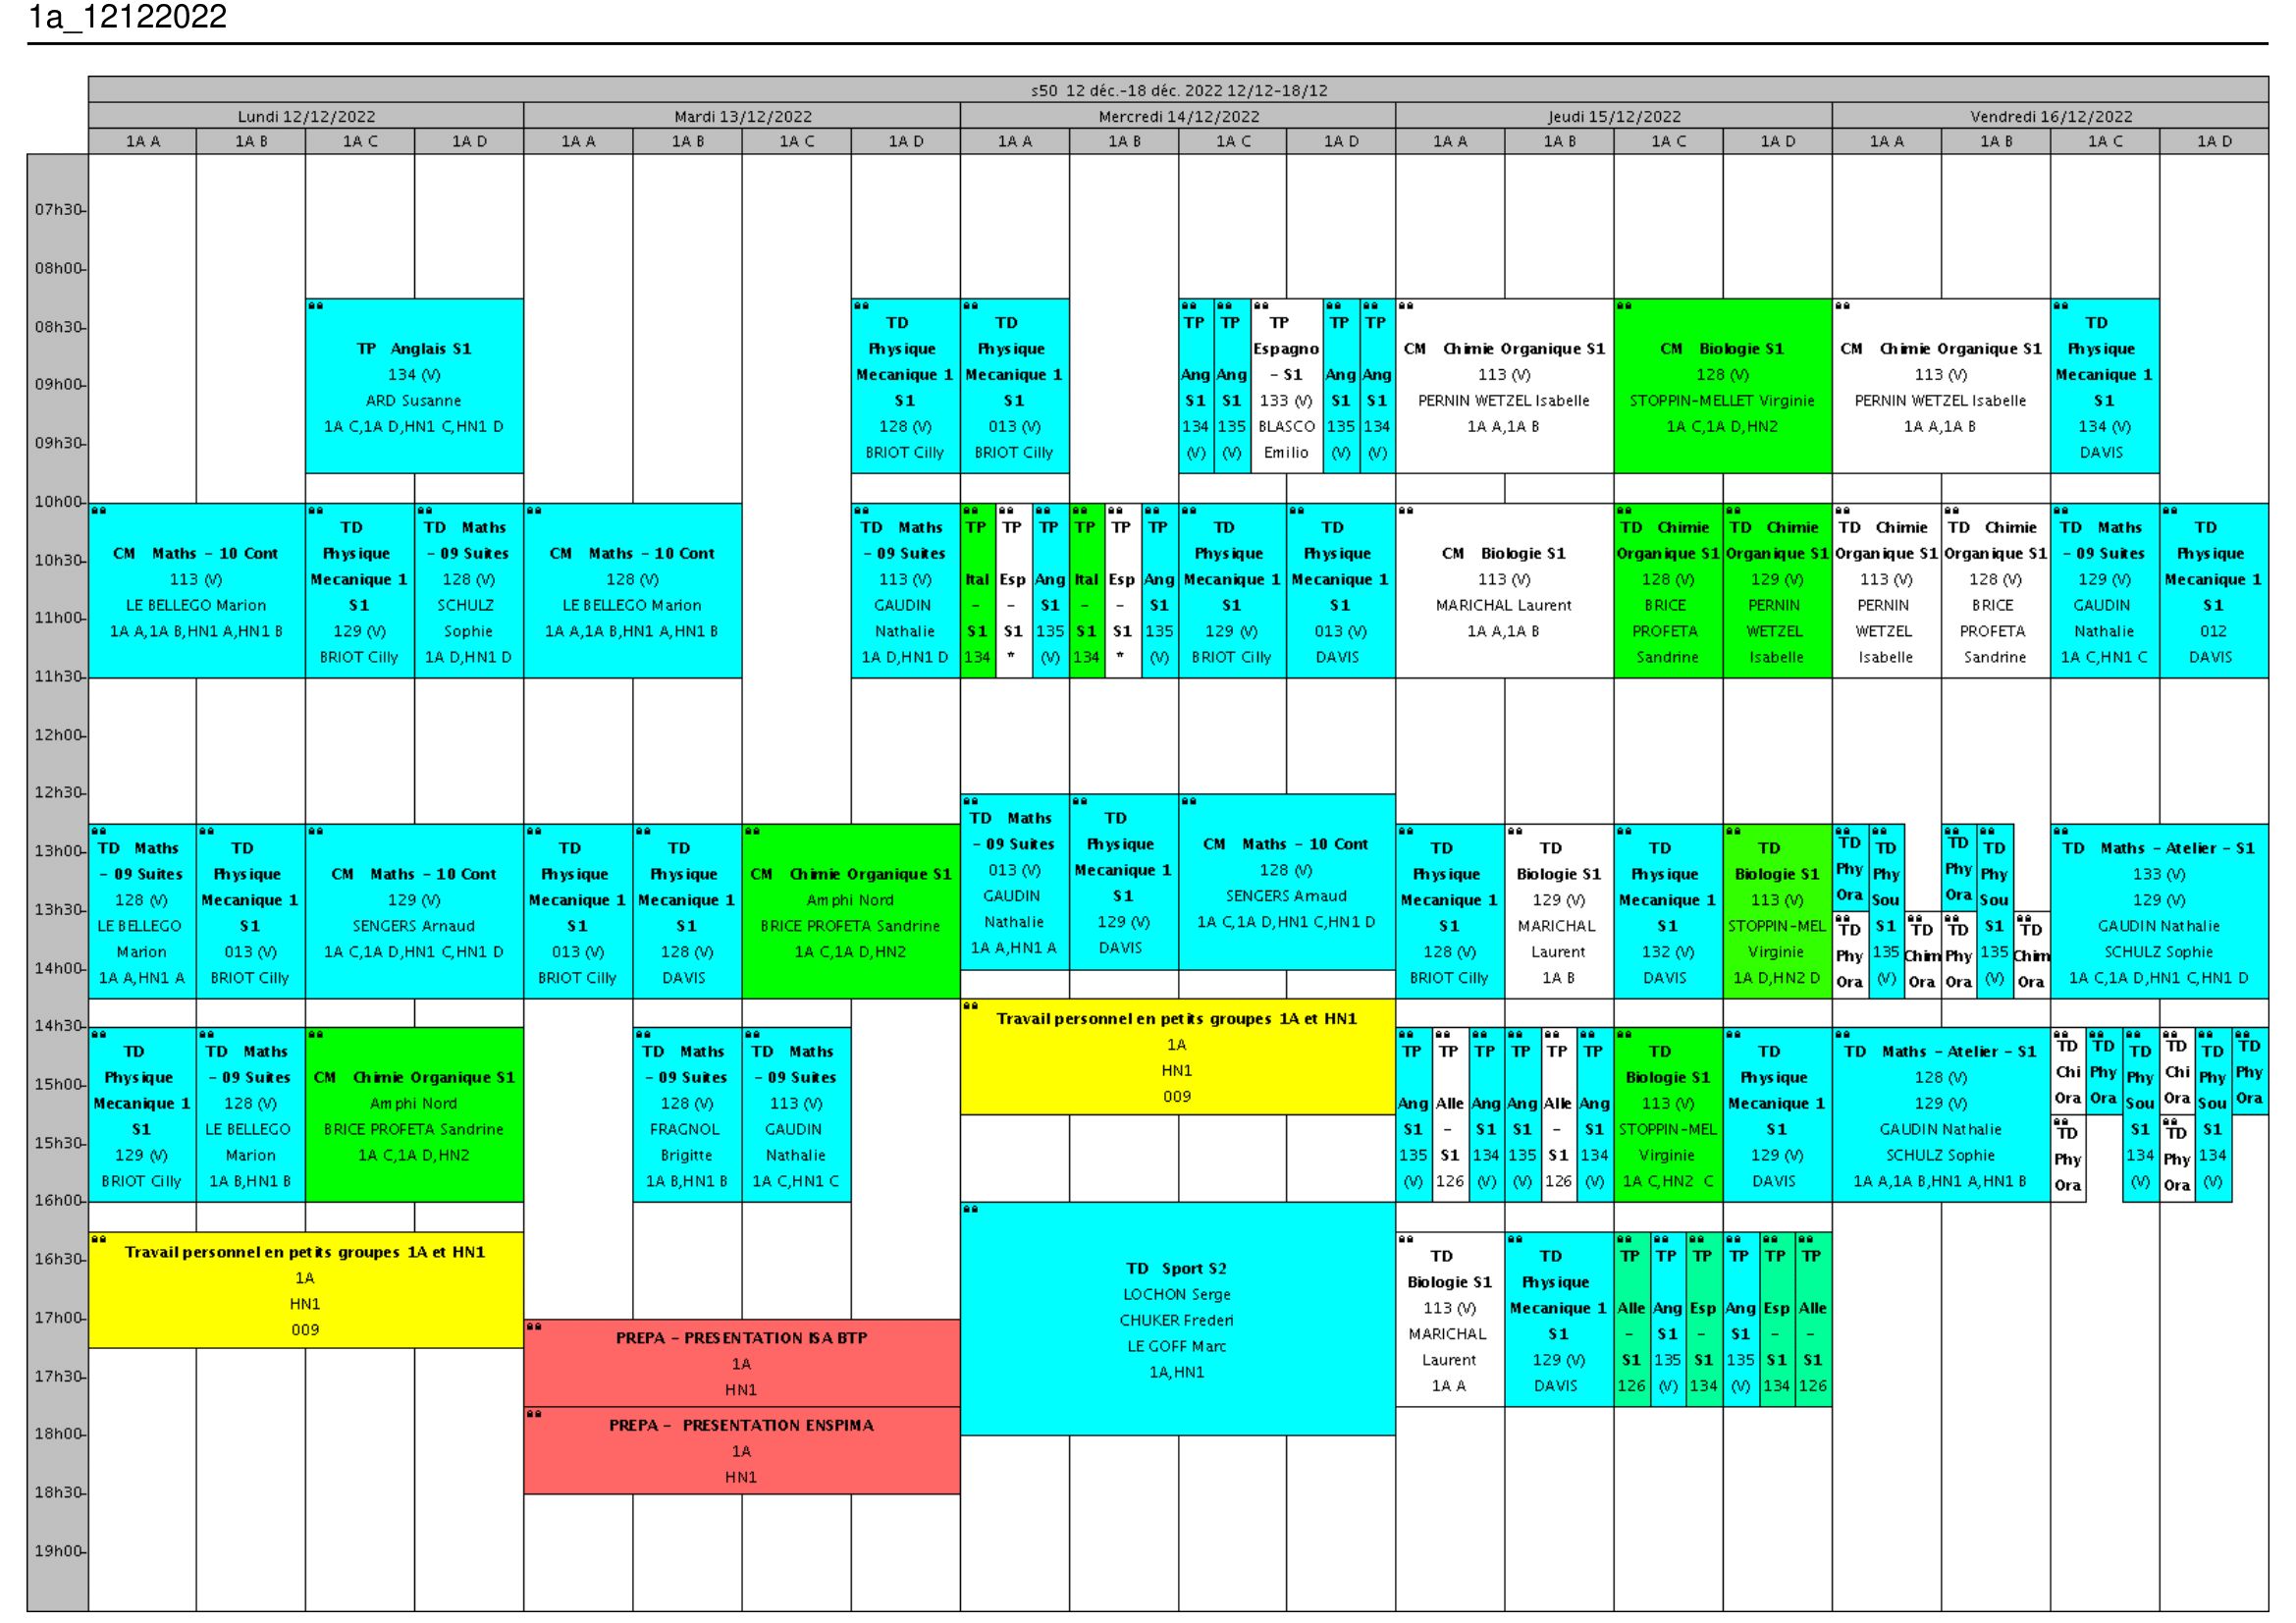 1a_12122022
s50 12 déc.-18 déc. 2022 12/12-18/12
Lundi 12/12/2022 Mardi 13/12/2022 Mercredi 14/12/2022 Jeudi 15/12/2022 Vendredi 16/12/2022
1A A 1A B 1A C 1A D 1A A 1A B 1A C 1A D 1A A 1A B 1A C 1A D 1A A 1A B 1A C 1A D 1A A 1A B 1A C 1A D
07h30
08h00
08h30
09h00
09h30
10h00
10h30
11h00
11h30
12h00
12h30
13h00
13h30
14h00
14h30
15h00
15h30
16h00
16h30
17h00
17h30
18h00
18h30
19h00
TP Anglais S1
134 (V)
ARD Susanne
1A C,1A D,HN1 C,HN1 D
TD
Physique
Mecanique 1
S1
128 (V)
BRIOT Cilly
TD
Physique
Mecanique 1
S1
013 (V)
BRIOT Cilly
TP
Ang
S1
134
(V)
TP
Ang
S1
135
(V)
TP
Espagno
- S1
133 (V)
BLASCO
Emilio
TP
Ang
S1
135
(V)
TP
Ang
S1
134
(V)
CM Chimie Organique S1
113 (V)
PERNIN WETZEL Isabelle
1A A,1A B
CM Biologie S1
128 (V)
STOPPIN-MELLET Virginie
1A C,1A D,HN2
CM Chimie Organique S1
113 (V)
PERNIN WETZEL Isabelle
1A A,1A B
TD
Physique
Mecanique 1
S1
134 (V)
DAVIS
CM Maths - 10 Cont
113 (V)
LE BELLEGO Marion
1A A,1A B,HN1 A,HN1 B
TD
Physique
Mecanique 1
S1
129 (V)
BRIOT Cilly
TD Maths
- 09 Suites
128 (V)
SCHULZ
Sophie
1A D,HN1 D
CM Maths - 10 Cont
128 (V)
LE BELLEGO Marion
1A A,1A B,HN1 A,HN1 B
TD Maths
- 09 Suites
113 (V)
GAUDIN
Nathalie
1A D,HN1 D
TP
Ital
-
S1
134
TP
Esp
-
S1
*
TP
Ang
S1
135
(V)
TP
Ital
-
S1
134
TP
Esp
-
S1
*
TP
Ang
S1
135
(V)
TD
Physique
Mecanique 1
S1
129 (V)
BRIOT Cilly
TD
Physique
Mecanique 1
S1
013 (V)
DAVIS
CM Biologie S1
113 (V)
MARICHAL Laurent
1A A,1A B
TD Chimie
Organique S1
128 (V)
BRICE
PROFETA
Sandrine
TD Chimie
Organique S1
129 (V)
PERNIN
WETZEL
Isabelle
TD Chimie
Organique S1
113 (V)
PERNIN
WETZEL
Isabelle
TD Chimie
Organique S1
128 (V)
BRICE
PROFETA
Sandrine
TD Maths
- 09 Suites
129 (V)
GAUDIN
Nathalie
1A C,HN1 C
TD
Physique
Mecanique 1
S1
012
DAVIS
TD Maths
- 09 Suites
128 (V)
LE BELLEGO
Marion
1A A,HN1 A
TD
Physique
Mecanique 1
S1
013 (V)
BRIOT Cilly
CM Maths - 10 Cont
129 (V)
SENGERS Arnaud
1A C,1A D,HN1 C,HN1 D
TD
Physique
Mecanique 1
S1
013 (V)
BRIOT Cilly
TD
Physique
Mecanique 1
S1
128 (V)
DAVIS
CM Chimie Organique S1
Amphi Nord
BRICE PROFETA Sandrine
1A C,1A D,HN2
TD Maths
- 09 Suites
013 (V)
GAUDIN
Nathalie
1A A,HN1 A
TD
Physique
Mecanique 1
S1
129 (V)
DAVIS
CM Maths - 10 Cont
128 (V)
SENGERS Arnaud
1A C,1A D,HN1 C,HN1 D
TD
Physique
Mecanique 1
S1
128 (V)
BRIOT Cilly
TD
Biologie S1
129 (V)
MARICHAL
Laurent
1A B
TD
Physique
Mecanique 1
S1
132 (V)
DAVIS
TD
Biologie S1
113 (V)
STOPPIN-MEL
Virginie
1A D,HN2 D
TD
Phy
Ora
TD
Phy
Ora
TD
Phy
Sou
S1
135
(V)
TD
Chim
Ora
TD
Phy
Ora
TD
Phy
Ora
TD
Phy
Sou
S1
135
(V)
TD
Chim
Ora
TD Maths - Atelier - S1
133 (V)
129 (V)
GAUDIN Nathalie
SCHULZ Sophie
1A C,1A D,HN1 C,HN1 D
TD
Physique
Mecanique 1
S1
129 (V)
BRIOT Cilly
TD Maths
- 09 Suites
128 (V)
LE BELLEGO
Marion
1A B,HN1 B
CM Chimie Organique S1
Amphi Nord
BRICE PROFETA Sandrine
1A C,1A D,HN2
TD Maths
- 09 Suites
128 (V)
FRAGNOL
Brigitte
1A B,HN1 B
TD Maths
- 09 Suites
113 (V)
GAUDIN
Nathalie
1A C,HN1 C
Travail personnel en petits groupes 1A et HN1
1A
HN1
009
TP
Ang
S1
135
(V)
TP
Alle
-
S1
126
TP
Ang
S1
134
(V)
TP
Ang
S1
135
(V)
TP
Alle
-
S1
126
TP
Ang
S1
134
(V)
TD
Biologie S1
113 (V)
STOPPIN-MEL
Virginie
1A C,HN2 C
TD
Physique
Mecanique 1
S1
129 (V)
DAVIS
TD Maths - Atelier - S1
128 (V)
129 (V)
GAUDIN Nathalie
SCHULZ Sophie
1A A,1A B,HN1 A,HN1 B
TD
Chi
Ora
TD
Phy
Ora
TD
Phy
Ora
TD
Phy
Sou
S1
134
(V)
TD
Chi
Ora
TD
Phy
Ora
TD
Phy
Sou
S1
134
(V)
TD
Phy
Ora
Travail personnel en petits groupes 1A et HN1
1A
HN1
009
PREPA - PRESENTATION ISA BTP
1A
HN1
PREPA - PRESENTATION ENSPIMA
1A
HN1
TD Sport S2
LOCHON Serge
CHUKER Frederi
LE GOFF Marc
1A,HN1
TD
Biologie S1
113 (V)
MARICHAL
Laurent
1A A
TD
Physique
Mecanique 1
S1
129 (V)
DAVIS
TP
Alle
-
S1
126
TP
Ang
S1
135
(V)
TP
Esp
-
S1
134
TP
Ang
S1
135
(V)
TP
Esp
-
S1
134
TP
Alle
-
S1
126